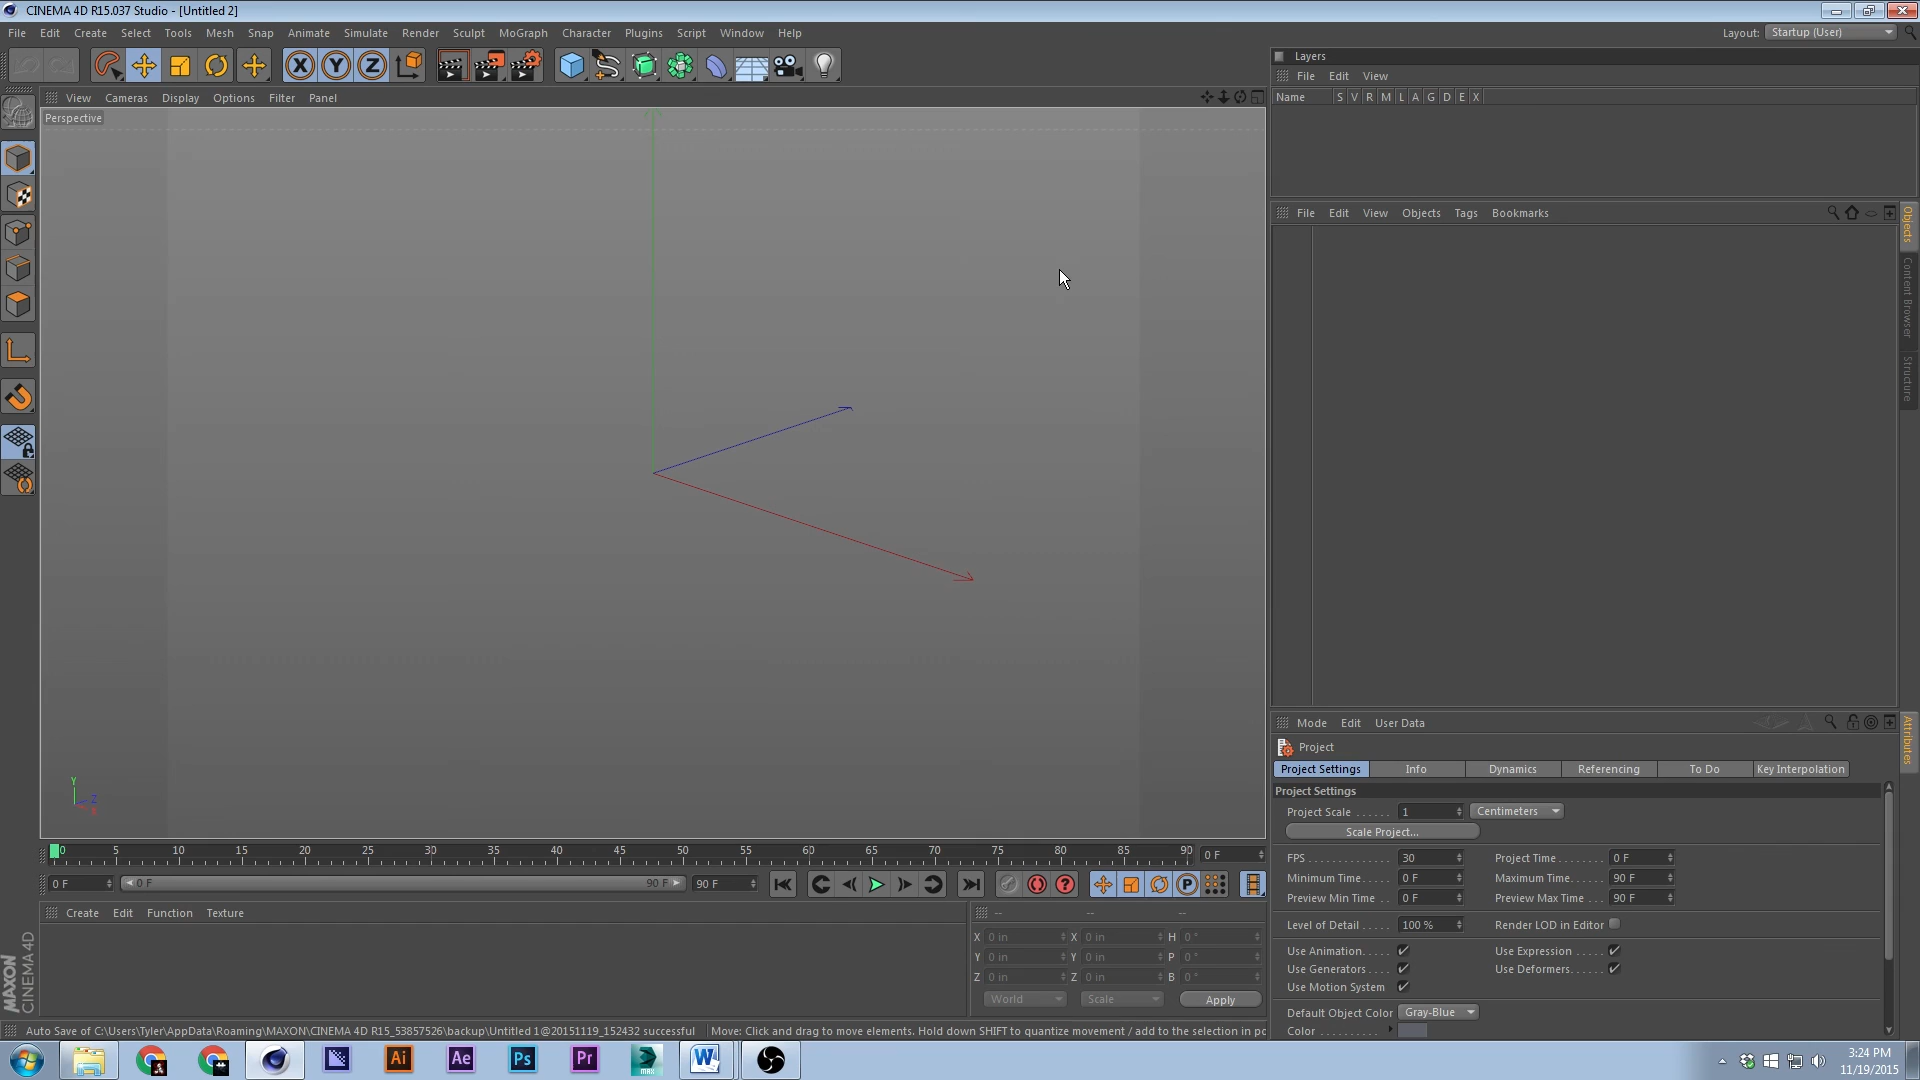 CINEMA 4D R15.037 Studio - [Untitled 2]
File Edit Create Select Tools Mesh Snap Animate Simulate Render Sculpt MoGraph Character Plugins Script Window Help
Layout: Startup (User)
X Y Z
Layers
File Edit View
Name S V R M L A G D E X
View Cameras Display Options Filter Panel
Perspective
File Edit View Objects Tags Bookmarks
Objects
Content Browser
Structure
Y
Z
X
Mode Edit User Data
Attributes
Project
Project Settings Info Dynamics Referencing To Do Key Interpolation
Project Settings
Project Scale . . . . . . 1 Centimeters
Scale Project...
FPS . . . . . . . . . . . . . 30 Project Time . . . . . . . . 0 F
Minimum Time. . . . 0 F Maximum Time. . . . . 90 F
Preview Min Time . . 0 F Preview Max Time . . . 90 F
Level of Detail . . . . . 100 % Render LOD in Editor
Use Animation. . . . . Use Expression . . . . .
Use Generators . . . . Use Deformers. . . . . .
Use Motion System
Default Object Color Gray-Blue
Color . . . . . . . . . .
0 5 10 15 20 25 30 35 40 45 50 55 60 65 70 75 80 85 90 0 F
0 F 0 F 90 F 90 F
P
Create Edit Function Texture
-- -- --
X 0 in X 0 in H 0 °
Y 0 in Y 0 in P 0 °
Z 0 in Z 0 in B 0 °
World Scale Apply
MAXON
CINEMA 4D
Auto Save of C:\Users\Tyler\AppData\Roaming\MAXON\CINEMA 4D R15_53857526\backup\Untitled 1@20151119_152432 successful Move: Click and drag to move elements. Hold down SHIFT to quantize movement / add to the selection in pc
Ai Ae Ps Pr MAX W
3:24 PM
11/19/2015